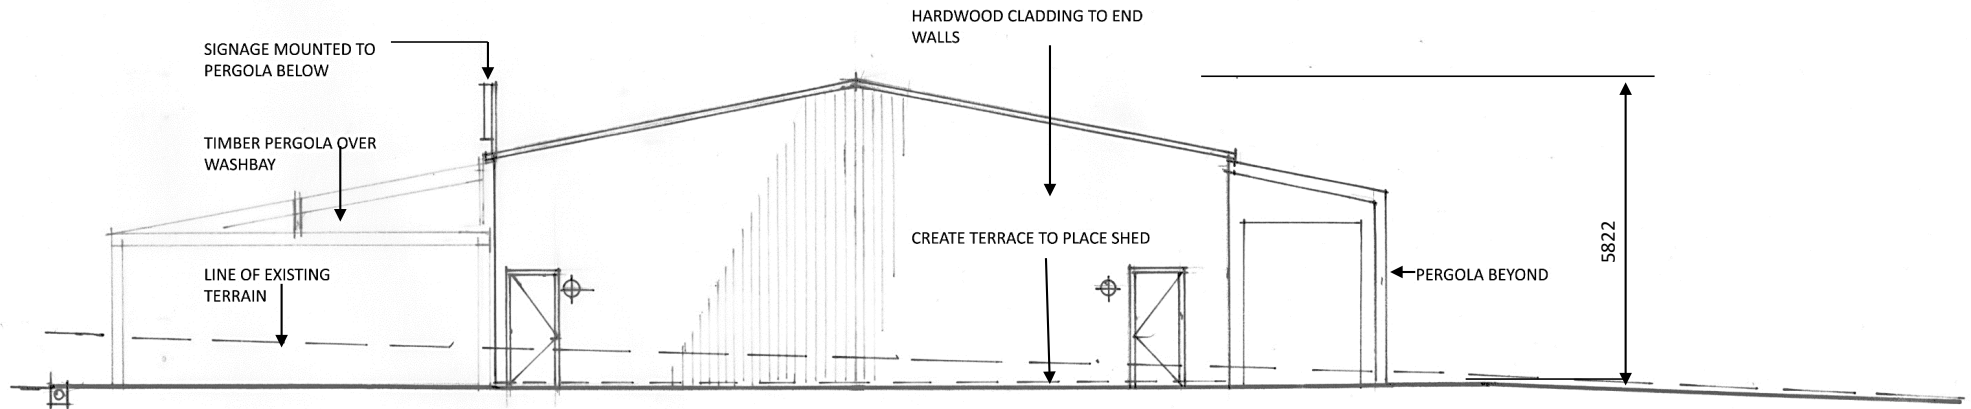 HARDWOOD CLADDING TO END
WALLS
SIGNAGE MOUNTED TO
PERGOLA BELOW
TIMBER PERGOLA OVER
WASHBAY
CREATE TERRACE TO PLACE SHED
LINE OF EXISTING
TERRAIN
PERGOLA BEYOND
5822